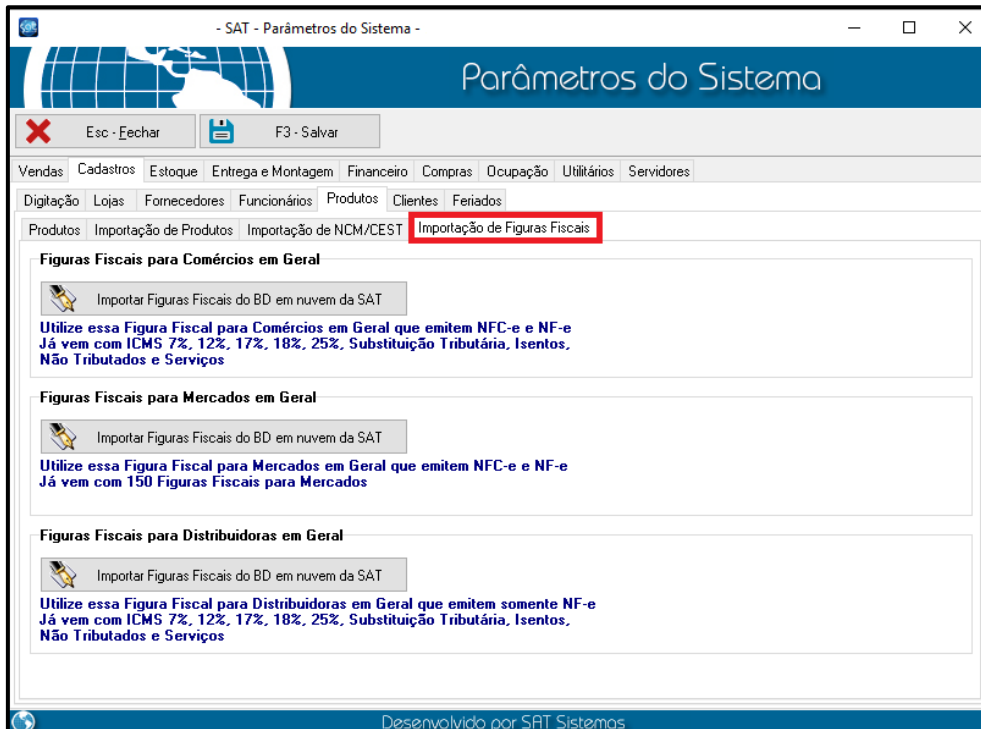 - SAT - Parâmetros do Sistema -
Parâmetros do Sistema
Esc - Fechar F3 - Salvar
Vendas Cadastros Estoque Entrega e Montagem Financeiro Compras Ocupação Utilitários Servidores
Digitação Lojas Fornecedores Funcionários Produtos Clientes Feriados
Produtos Importação de Produtos Importação de NCM/CEST Importação de Figuras Fiscais
Figuras Fiscais para Comércios em Geral
Importar Figuras Fiscais do BD em nuvem da SAT
Utilize essa Figura Fiscal para Comércios em Geral que emitem NFC-e e NF-e
Já vem com ICMS 7%, 12%, 17%, 18%, 25%, Substituição Tributária, Isentos,
Não Tributados e Serviços
Figuras Fiscais para Mercados em Geral
Importar Figuras Fiscais do BD em nuvem da SAT
Utilize essa Figura Fiscal para Mercados em Geral que emitem NFC-e e NF-e
Já vem com 150 Figuras Fiscais para Mercados
Figuras Fiscais para Distribuidoras em Geral
Importar Figuras Fiscais do BD em nuvem da SAT
Utilize essa Figura Fiscal para Distribuidoras em Geral que emitem somente NF-e
Já vem com ICMS 7%, 12%, 17%, 18%, 25%, Substituição Tributária, Isentos,
Não Tributados e Serviços
Desenvolvido por SAT Sistemas